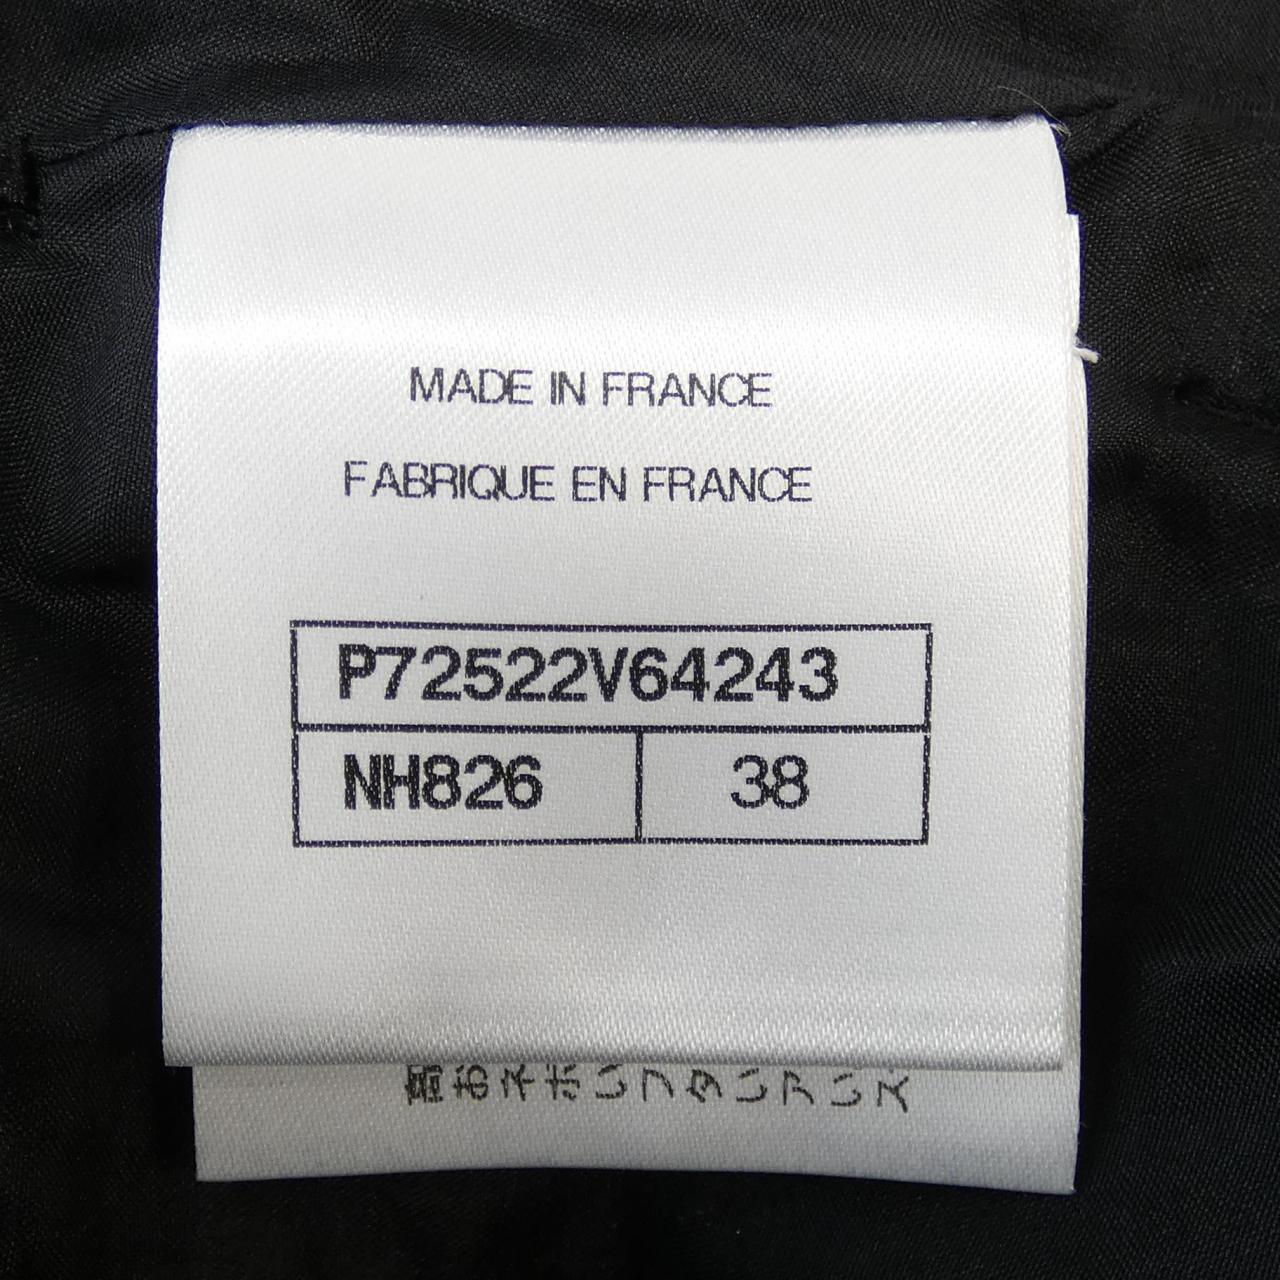 MADE IN FRANCE
FABRIQUE EN FRANCE
P72522V64243
NH826 38